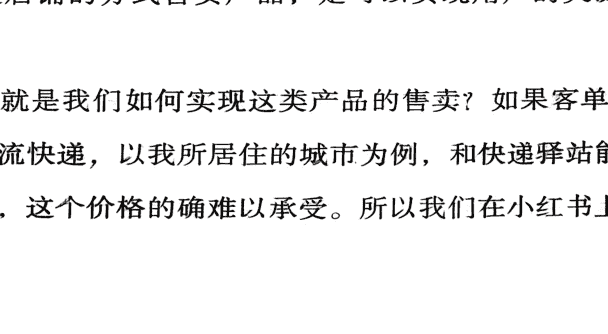 就是我们如何实现这类产品的售卖？如果客单
流快递，以我所居住的城市为例，和快递驿站能
，这个价格的确难以承受。所以我们在小红书上